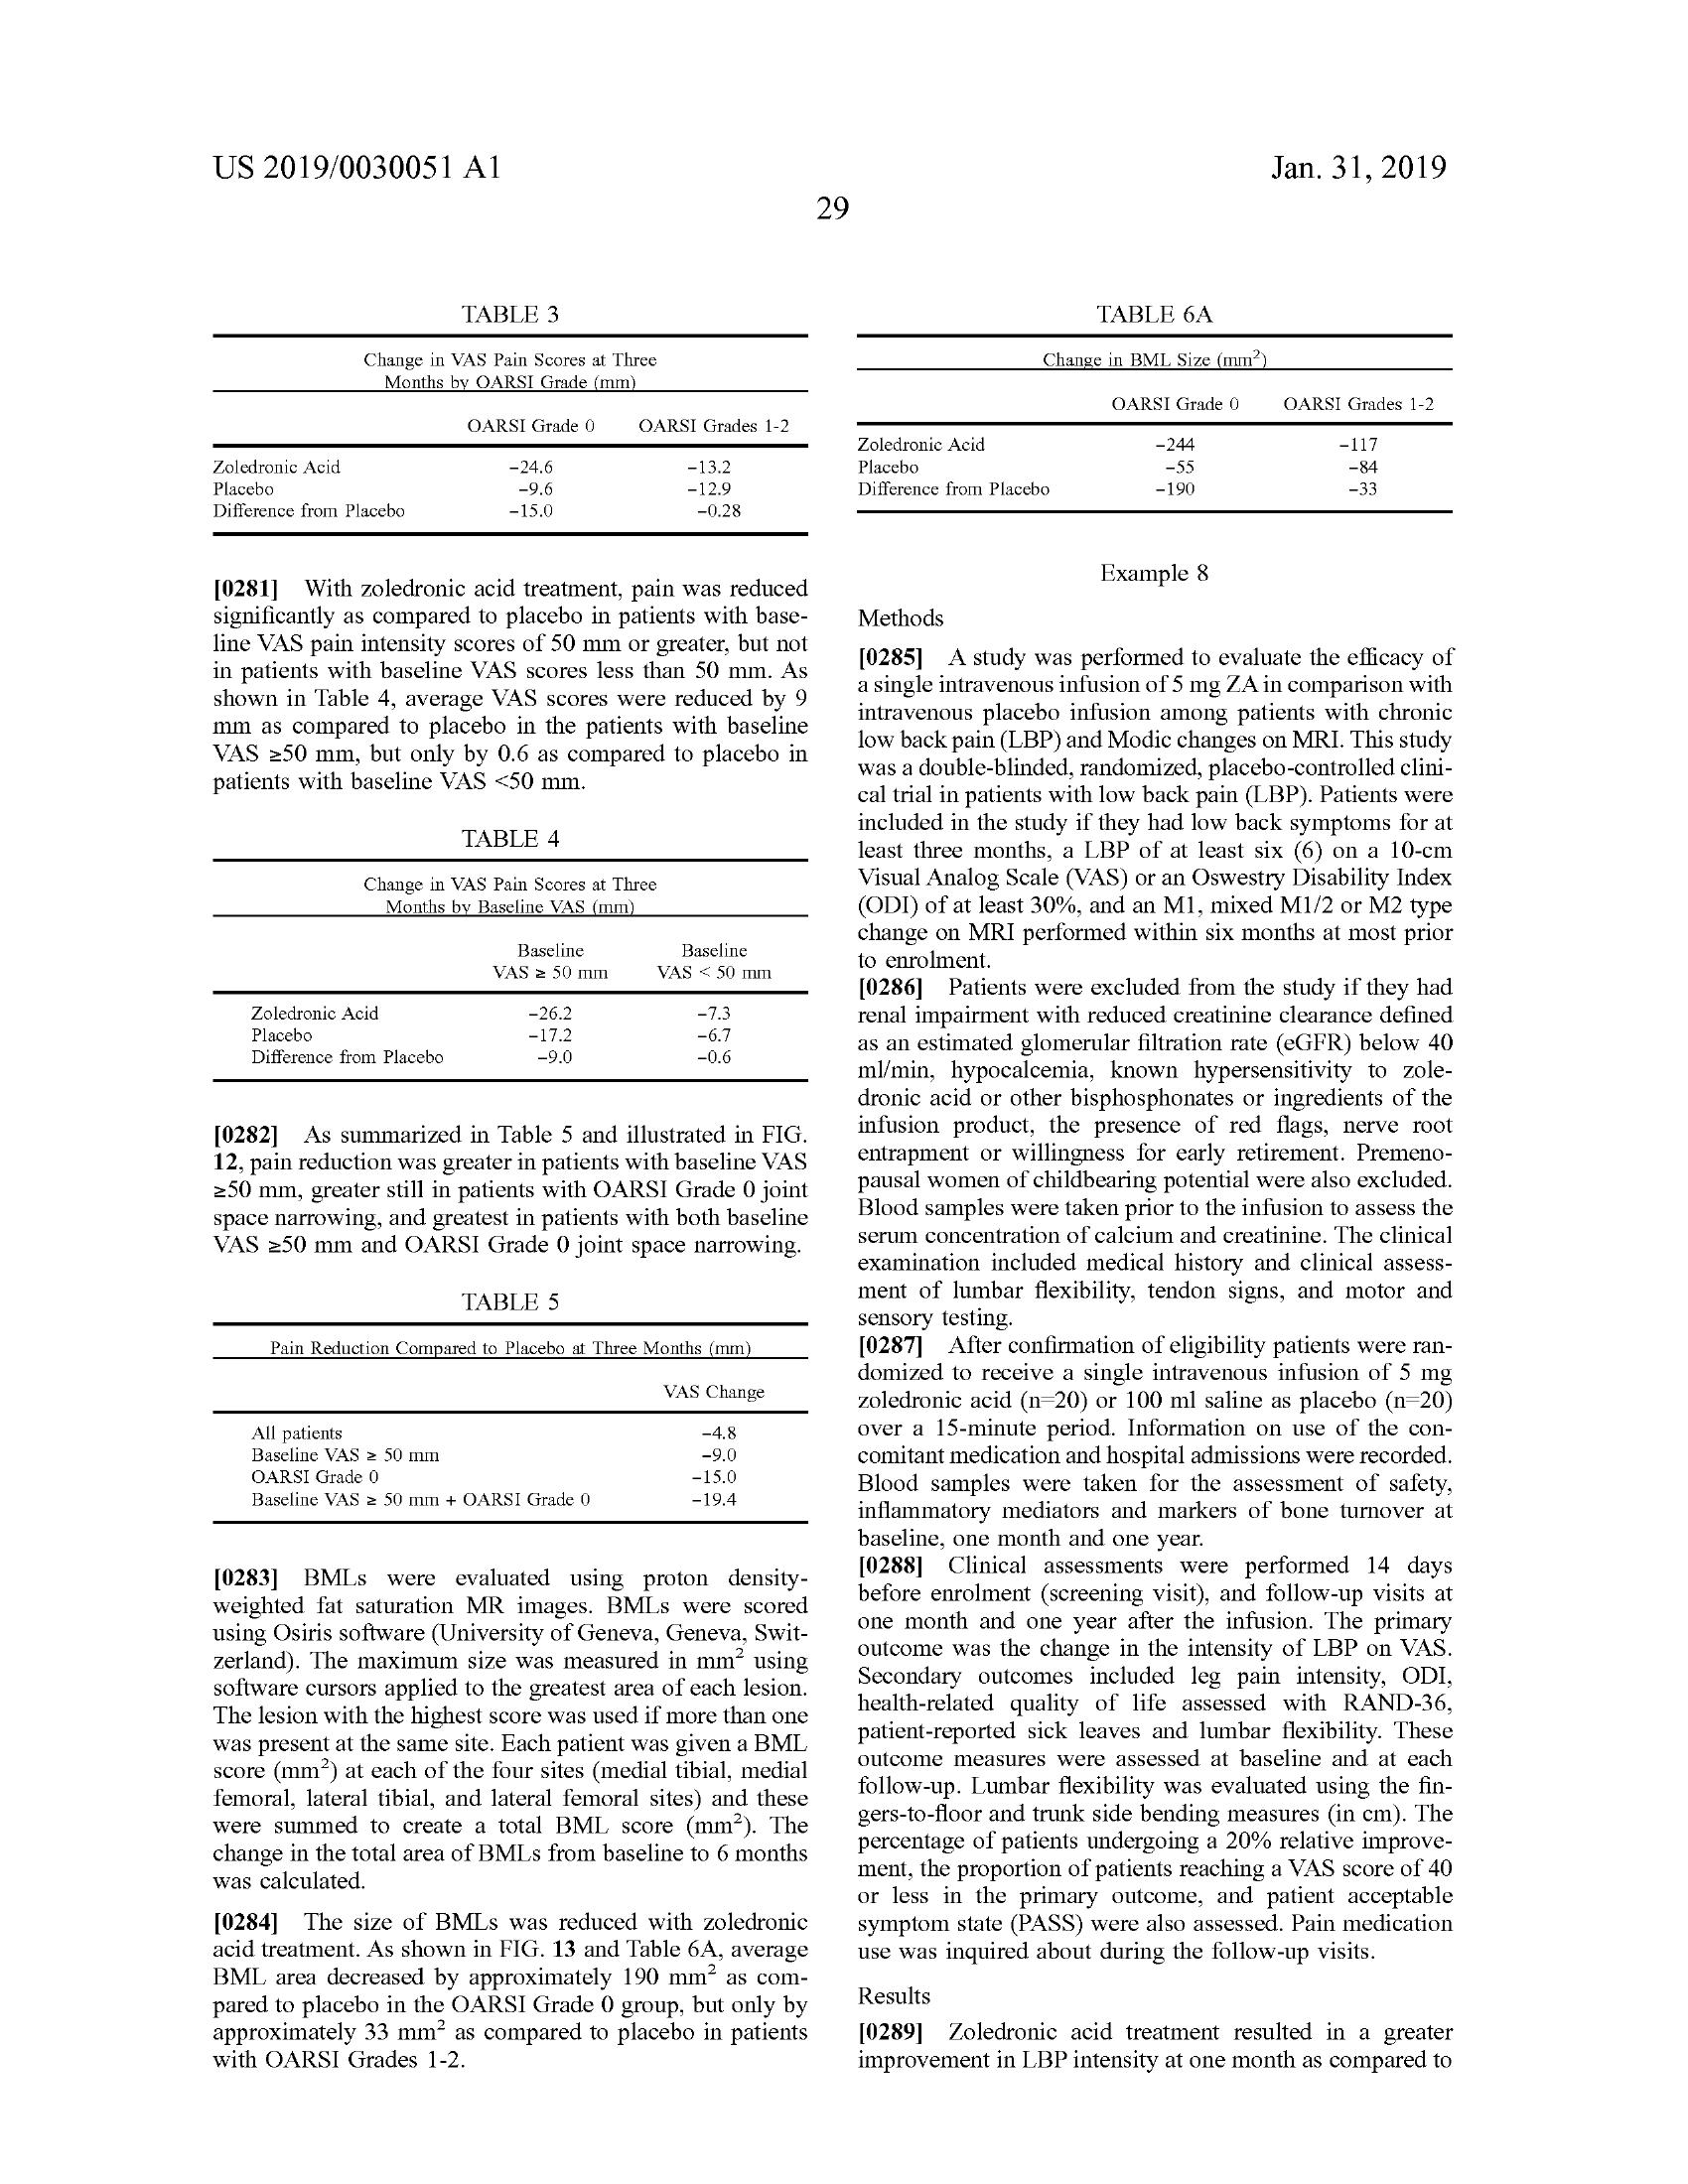 US 2019/0030051 A1
Jan. 31, 2019
29
TABLE 3
Change in VAS Pain Scores at Three
Months by OARSI Grade (mm)
OARSI Grade 0 OARSI Grades 1-2
Zoledronic Acid −24.6 −13.2
Placebo −9.6 −12.9
Difference from Placebo −15.0 −0.28
[0281] With zoledronic acid treatment, pain was reduced
significantly as compared to placebo in patients with base-
line VAS pain intensity scores of 50 mm or greater, but not
in patients with baseline VAS scores less than 50 mm. As
shown in Table 4, average VAS scores were reduced by 9
mm as compared to placebo in the patients with baseline
VAS ≥50 mm, but only by 0.6 as compared to placebo in
patients with baseline VAS <50 mm.
TABLE 4
Change in VAS Pain Scores at Three
Months by Baseline VAS (mm)
Baseline Baseline
VAS ≥ 50 mm VAS < 50 mm
Zoledronic Acid −26.2 −7.3
Placebo −17.2 −6.7
Difference from Placebo −9.0 −0.6
[0282] As summarized in Table 5 and illustrated in FIG.
12, pain reduction was greater in patients with baseline VAS
≥50 mm, greater still in patients with OARSI Grade 0 joint
space narrowing, and greatest in patients with both baseline
VAS ≥50 mm and OARSI Grade 0 joint space narrowing.
TABLE 5
Pain Reduction Compared to Placebo at Three Months (mm)
VAS Change
All patients −4.8
Baseline VAS ≥ 50 mm −9.0
OARSI Grade 0 −15.0
Baseline VAS ≥ 50 mm + OARSI Grade 0 −19.4
[0283] BMLs were evaluated using proton density-
weighted fat saturation MR images. BMLs were scored
using Osiris software (University of Geneva, Geneva, Swit-
zerland). The maximum size was measured in mm² using
software cursors applied to the greatest area of each lesion.
The lesion with the highest score was used if more than one
was present at the same site. Each patient was given a BML
score (mm²) at each of the four sites (medial tibial, medial
femoral, lateral tibial, and lateral femoral sites) and these
were summed to create a total BML score (mm²). The
change in the total area of BMLs from baseline to 6 months
was calculated.
[0284] The size of BMLs was reduced with zoledronic
acid treatment. As shown in FIG. 13 and Table 6A, average
BML area decreased by approximately 190 mm² as com-
pared to placebo in the OARSI Grade 0 group, but only by
approximately 33 mm² as compared to placebo in patients
with OARSI Grades 1-2.
TABLE 6A
Change in BML Size (mm²)
OARSI Grade 0 OARSI Grades 1-2
Zoledronic Acid −244 −117
Placebo −55 −84
Difference from Placebo −190 −33
Example 8
Methods
[0285] A study was performed to evaluate the efficacy of
a single intravenous infusion of 5 mg ZA in comparison with
intravenous placebo infusion among patients with chronic
low back pain (LBP) and Modic changes on MRI. This study
was a double-blinded, randomized, placebo-controlled clini-
cal trial in patients with low back pain (LBP). Patients were
included in the study if they had low back symptoms for at
least three months, a LBP of at least six (6) on a 10-cm
Visual Analog Scale (VAS) or an Oswestry Disability Index
(ODI) of at least 30%, and an M1, mixed M1/2 or M2 type
change on MRI performed within six months at most prior
to enrolment.
[0286] Patients were excluded from the study if they had
renal impairment with reduced creatinine clearance defined
as an estimated glomerular filtration rate (eGFR) below 40
ml/min, hypocalcemia, known hypersensitivity to zole-
dronic acid or other bisphosphonates or ingredients of the
infusion product, the presence of red flags, nerve root
entrapment or willingness for early retirement. Premeno-
pausal women of childbearing potential were also excluded.
Blood samples were taken prior to the infusion to assess the
serum concentration of calcium and creatinine. The clinical
examination included medical history and clinical assess-
ment of lumbar flexibility, tendon signs, and motor and
sensory testing.
[0287] After confirmation of eligibility patients were ran-
domized to receive a single intravenous infusion of 5 mg
zoledronic acid (n=20) or 100 ml saline as placebo (n=20)
over a 15-minute period. Information on use of the con-
comitant medication and hospital admissions were recorded.
Blood samples were taken for the assessment of safety,
inflammatory mediators and markers of bone turnover at
baseline, one month and one year.
[0288] Clinical assessments were performed 14 days
before enrolment (screening visit), and follow-up visits at
one month and one year after the infusion. The primary
outcome was the change in the intensity of LBP on VAS.
Secondary outcomes included leg pain intensity, ODI,
health-related quality of life assessed with RAND-36,
patient-reported sick leaves and lumbar flexibility. These
outcome measures were assessed at baseline and at each
follow-up. Lumbar flexibility was evaluated using the fin-
gers-to-floor and trunk side bending measures (in cm). The
percentage of patients undergoing a 20% relative improve-
ment, the proportion of patients reaching a VAS score of 40
or less in the primary outcome, and patient acceptable
symptom state (PASS) were also assessed. Pain medication
use was inquired about during the follow-up visits.
Results
[0289] Zoledronic acid treatment resulted in a greater
improvement in LBP intensity at one month as compared to